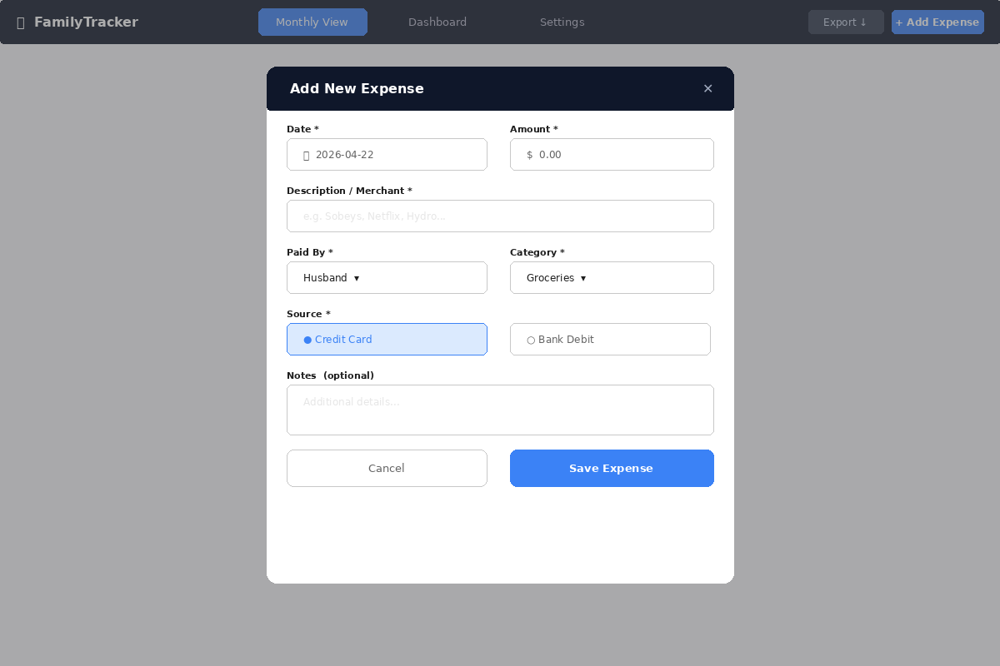 FamilyTracker Monthly View Dashboard Settings Export ↓ + Add Expense
Add New Expense ✕
Date * Amount *
2026-04-22 $ 0.00
Description / Merchant *
e.g. Sobeys, Netflix, Hydro...
Paid By * Category *
Husband ▾ Groceries ▾
Source *
● Credit Card ○ Bank Debit
Notes (optional)
Additional details...
Cancel Save Expense